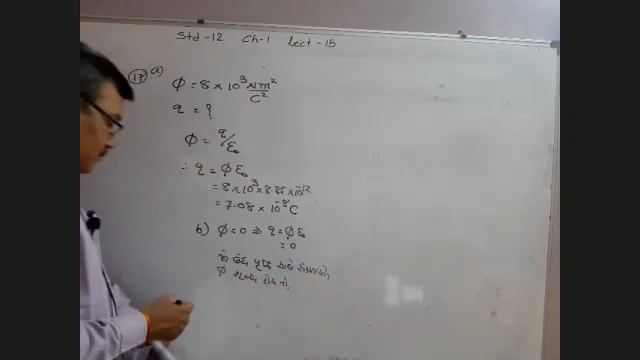 Std-12 Ch-1 Lect-15
(17) a) ϕ = 8 × 10³ Nm²/C²
q = ?
ϕ = q/ε₀
∴ q = ϕ ε₀
= 8 × 10³ × 8.85 × 10⁻¹²
= 7.08 × 10⁻⁸ C
b) ϕ = 0 ⇒ q = ϕ ε₀
= 0
જો બંધ પૃષ્ઠ સાથે
ϕ શૂન્ય હોય તો,